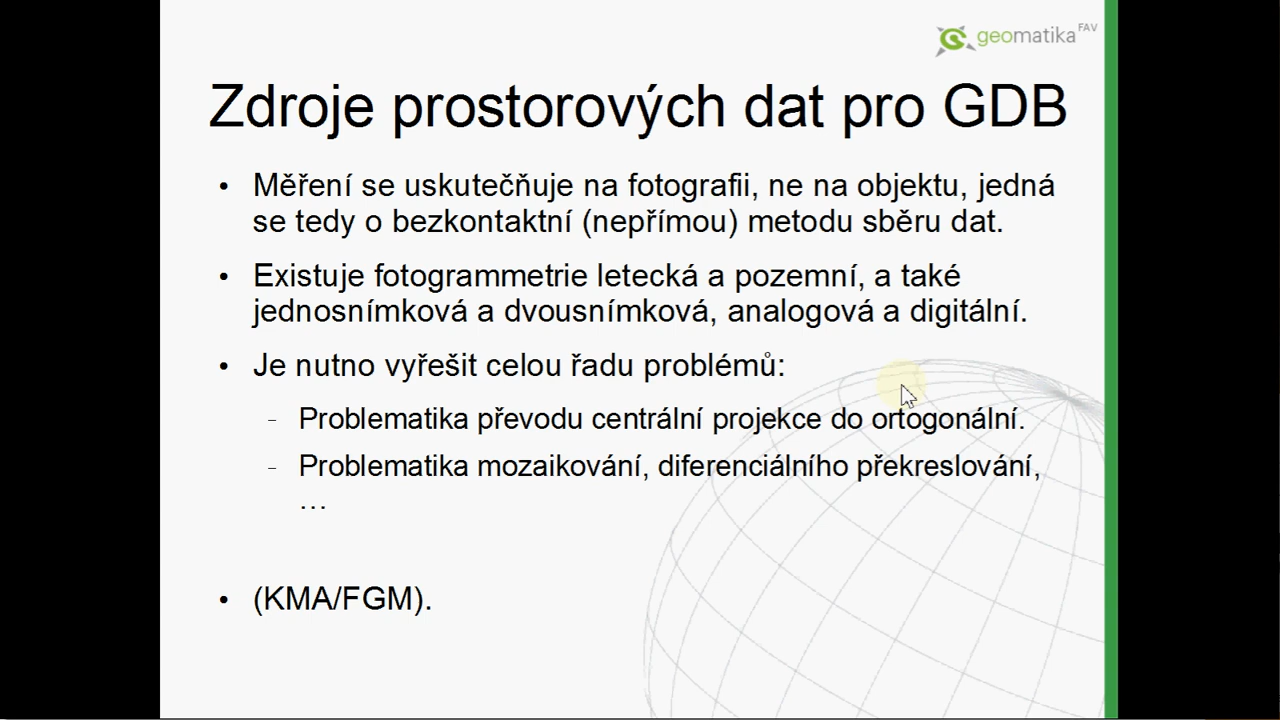 geomatika FAV
Zdroje prostorových dat pro GDB
• Měření se uskutečňuje na fotografii, ne na objektu, jedná
se tedy o bezkontaktní (nepřímou) metodu sběru dat.
• Existuje fotogrammetrie letecká a pozemní, a také
jednosnímková a dvousnímková, analogová a digitální.
• Je nutno vyřešit celou řadu problémů:
- Problematika převodu centrální projekce do ortogonální.
- Problematika mozaikování, diferenciálního překreslování,
…
• (KMA/FGM).